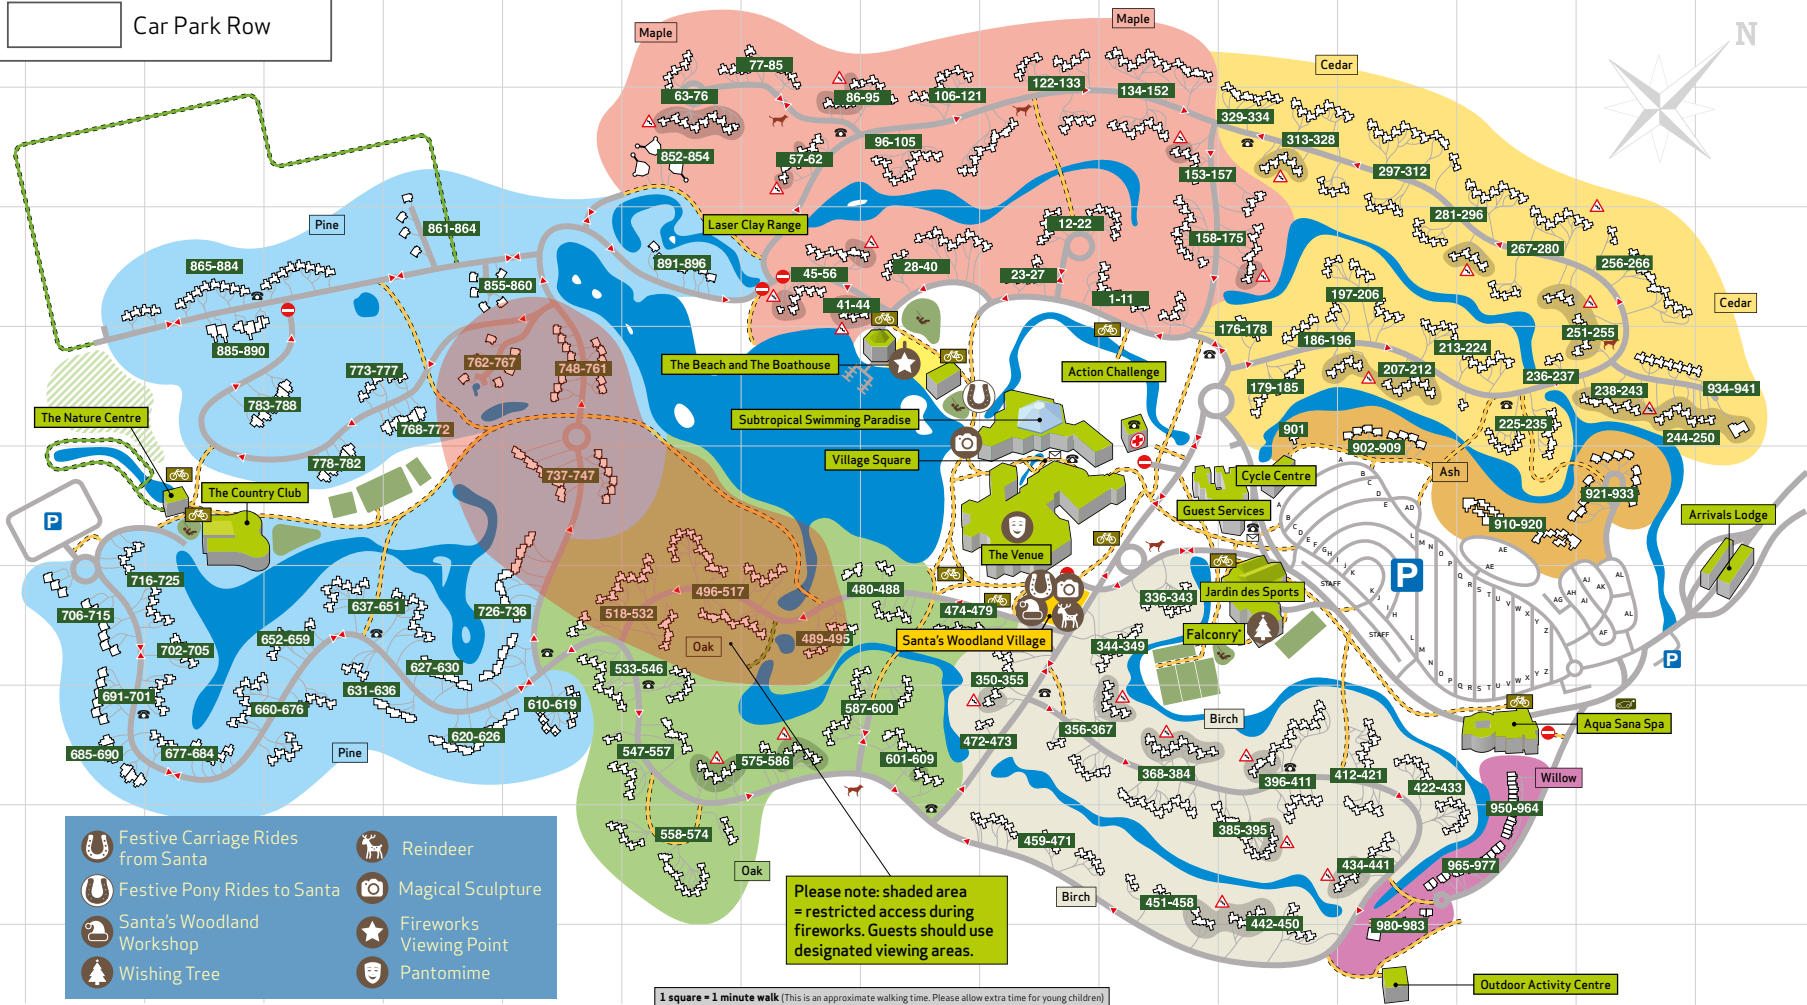 Car Park Row
N
Maple
Maple
Cedar
77-85
63-76
86-95
106-121
122-133
134-152
329-334
313-328
96-105
852-854
57-62
153-157
297-312
281-296
861-864
Pine
Laser Clay Range
12-22
158-175
267-280
256-266
865-884
891-896
45-56
28-40
23-27
1-11
197-206
Cedar
855-860
41-44
176-178
186-196
251-255
885-890
213-224
773-777
762-767
748-761
The Beach and The Boathouse
Action Challenge
207-212
236-237
238-243
934-941
179-185
783-788
The Nature Centre
768-772
Subtropical Swimming Paradise
901
225-235
244-250
902-909
778-782
Village Square
737-747
Cycle Centre
Ash
The Country Club
Guest Services
921-933
910-920
Arrivals Lodge
P
The Venue
A
B
C
D
E
AD
A
B
C
D
E
F
G
H
I
J
K
STAFF
L
M
N
O
P
Q
R
S
T
U
V
W
X
Y
Z
AE
AE
AJ
AK
AL
AG
AH
AI
AF
AL
P
716-725
706-715
637-651
726-736
518-532
496-517
480-488
474-479
336-343
Jardin des Sports
K
J
I
H
STAFF
652-659
702-705
489-495
Santa's Woodland Village
Falconry*
Oak
344-349
L
M
N
O
P
Q
R
S
T
U
V
W
X
Y
Z
P
627-630
533-546
350-355
631-636
691-701
660-676
610-619
587-600
Birch
Aqua Sana Spa
356-367
620-626
472-473
685-690
677-684
Pine
547-557
575-586
601-609
368-384
396-411
412-421
422-433
Willow
950-964
385-395
558-574
459-471
434-441
965-977
Oak
Birch
451-458
442-450
980-983
Outdoor Activity Centre
Festive Carriage Rides
from Santa
Festive Pony Rides to Santa
Santa's Woodland
Workshop
Wishing Tree
Reindeer
Magical Sculpture
Fireworks
Viewing Point
Pantomime
Please note: shaded area
= restricted access during
fireworks. Guests should use
designated viewing areas.
1 square = 1 minute walk (This is an approximate walking time. Please allow extra time for young children)